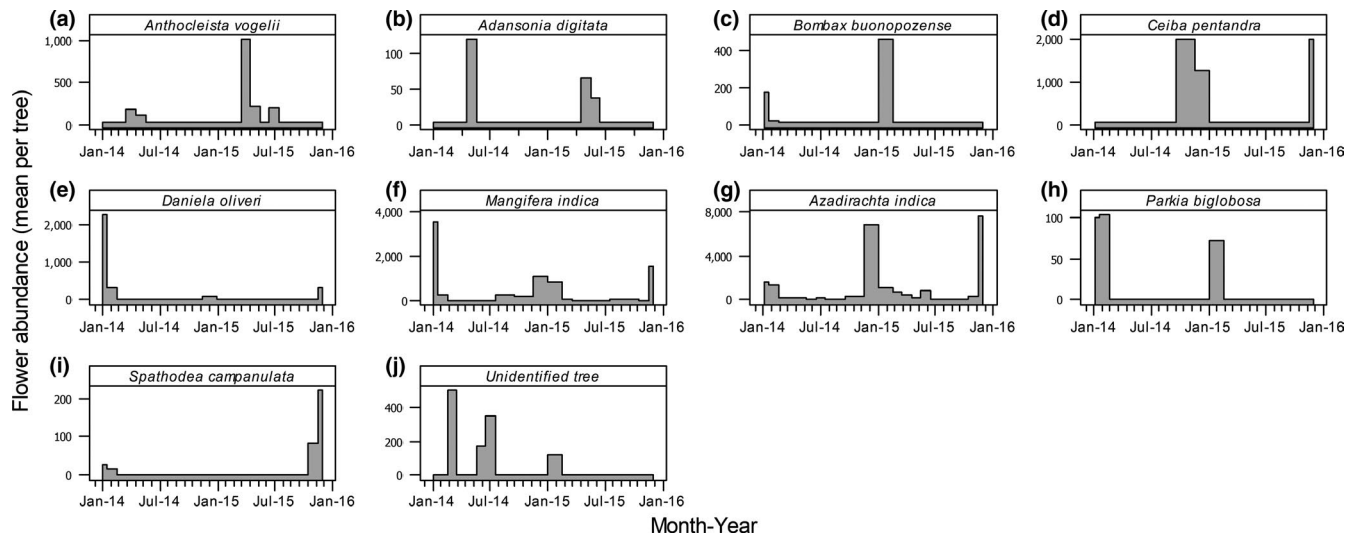 (a) Anthocleista vogelii
1,000
500
0
Jan-14 Jul-14 Jan-15 Jul-15 Jan-16
(b) Adansonia digitata
100
50
0
Jan-14 Jul-14 Jan-15 Jul-15 Jan-16
(c) Bombax buonopozense
400
200
0
Jan-14 Jul-14 Jan-15 Jul-15 Jan-16
(d) Ceiba pentandra
2,000
1,000
0
Jan-14 Jul-14 Jan-15 Jul-15 Jan-16
(e) Daniela oliveri
2,000
1,000
0
Jan-14 Jul-14 Jan-15 Jul-15 Jan-16
(f) Mangifera indica
4,000
2,000
0
Jan-14 Jul-14 Jan-15 Jul-15 Jan-16
(g) Azadirachta indica
8,000
4,000
0
Jan-14 Jul-14 Jan-15 Jul-15 Jan-16
(h) Parkia biglobosa
100
50
0
Jan-14 Jul-14 Jan-15 Jul-15 Jan-16
(i) Spathodea campanulata
200
100
0
Jan-14 Jul-14 Jan-15 Jul-15 Jan-16
(j) Unidentified tree
400
200
0
Jan-14 Jul-14 Jan-15 Jul-15 Jan-16
Flower abundance (mean per tree)
Month-Year